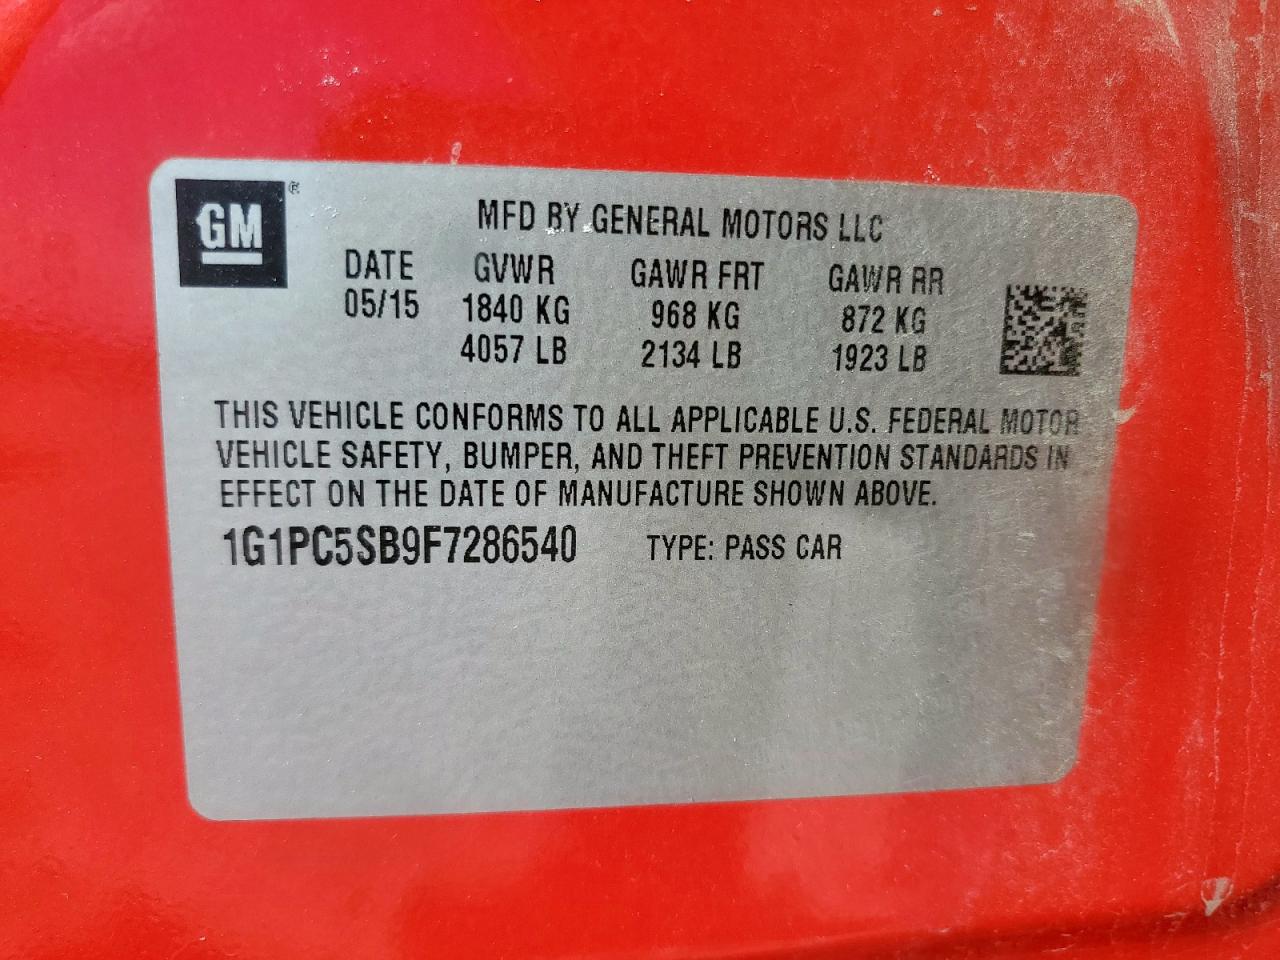 GM®
MFD BY GENERAL MOTORS LLC
DATE GVWR GAWR FRT GAWR RR
05/15 1840 KG 968 KG 872 KG
4057 LB 2134 LB 1923 LB
THIS VEHICLE CONFORMS TO ALL APPLICABLE U.S. FEDERAL MOTOR
VEHICLE SAFETY, BUMPER, AND THEFT PREVENTION STANDARDS IN
EFFECT ON THE DATE OF MANUFACTURE SHOWN ABOVE.
1G1PC5SB9F7286540 TYPE: PASS CAR